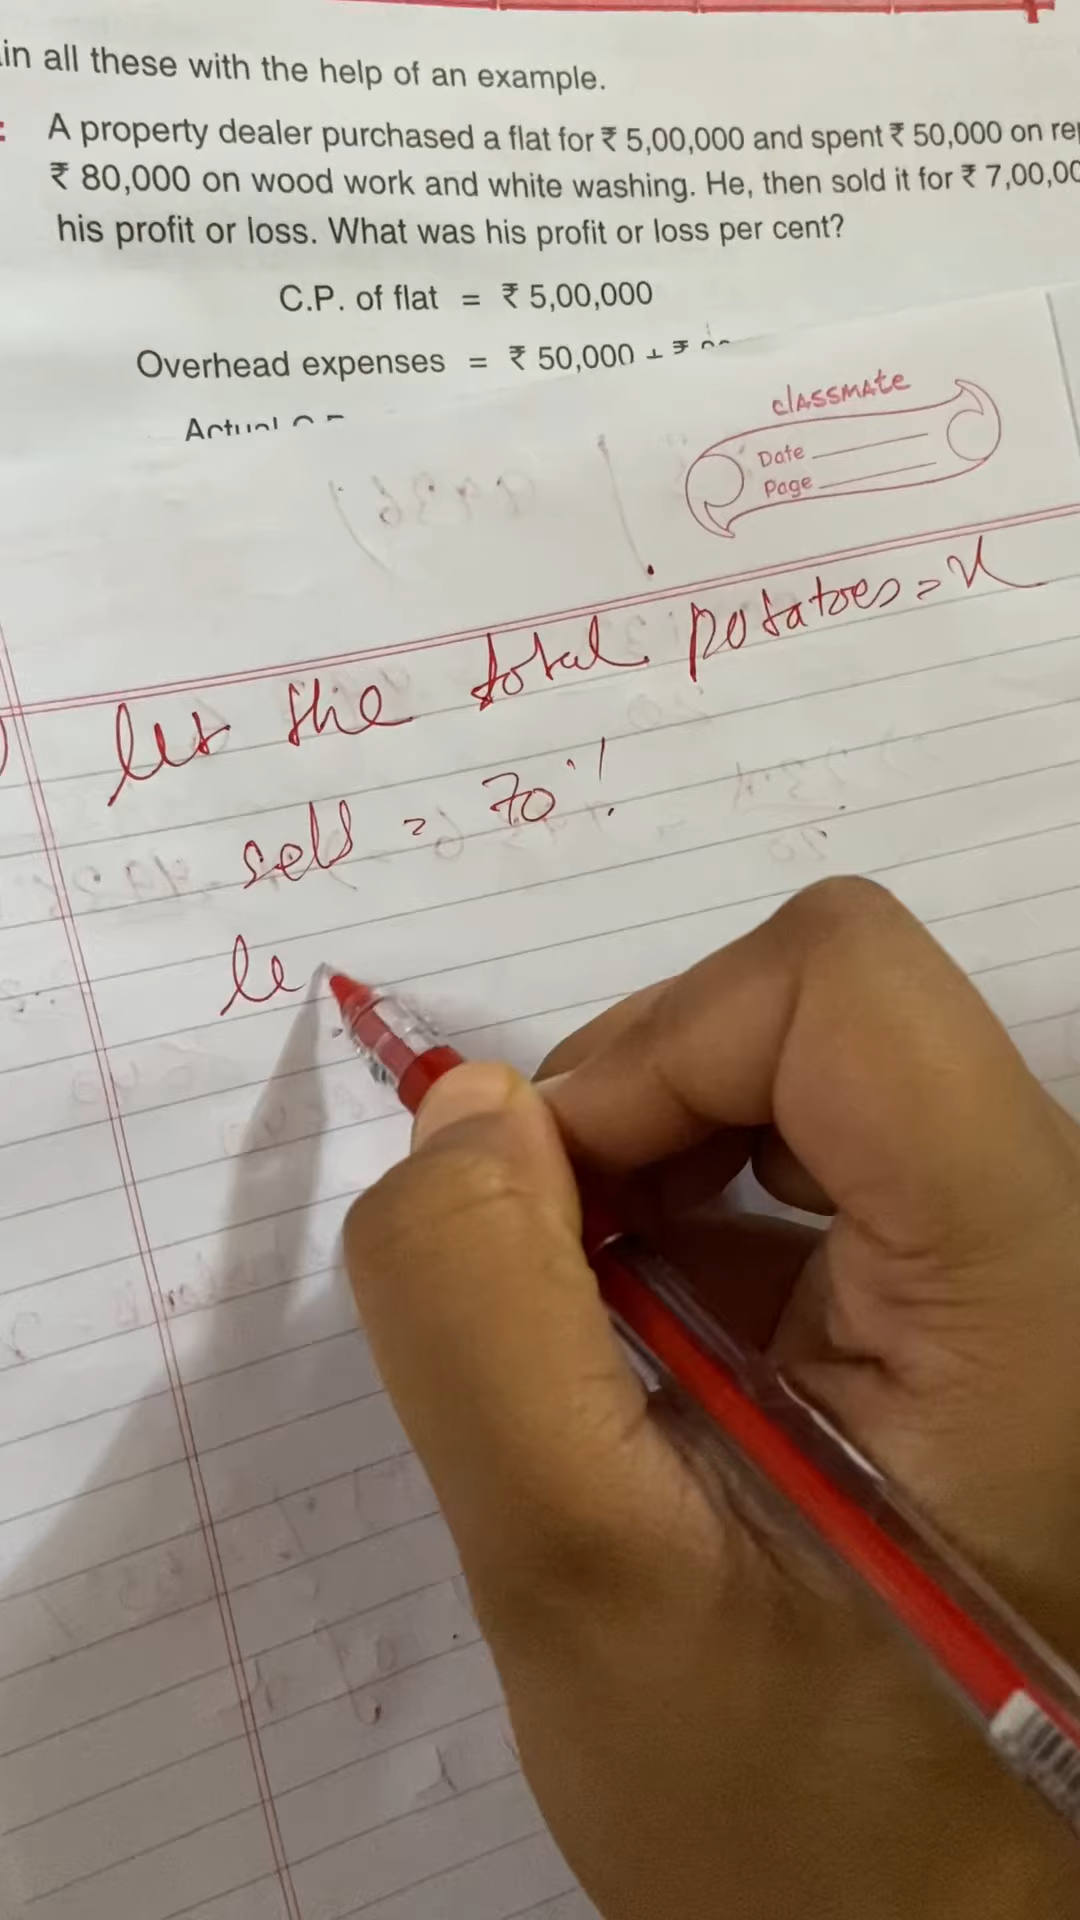 in all these with the help of an example.
A property dealer purchased a flat for ₹ 5,00,000 and spent ₹ 50,000 on
₹ 80,000 on wood work and white washing. He, then sold it for ₹ 7,00,00
his profit or loss. What was his profit or loss per cent?
C.P. of flat = ₹ 5,00,000
Overhead expenses = ₹ 50,000 + ₹
Actual
classmate
Date
Page
let the total potatoes = x
sell = 70 %
le